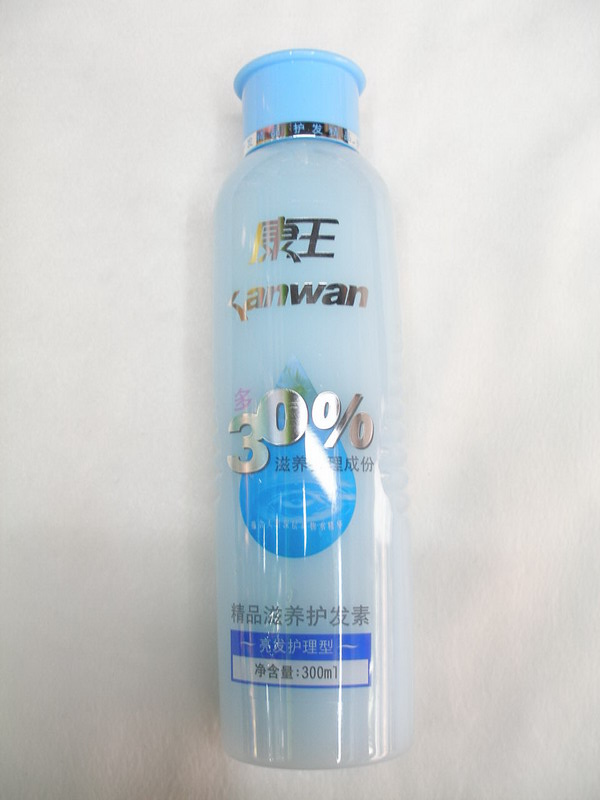 护发
康王
Kanwan
多
30%
滋养护理成份
精品滋养护发素
~ 亮发护理型 ~
净含量:300ml